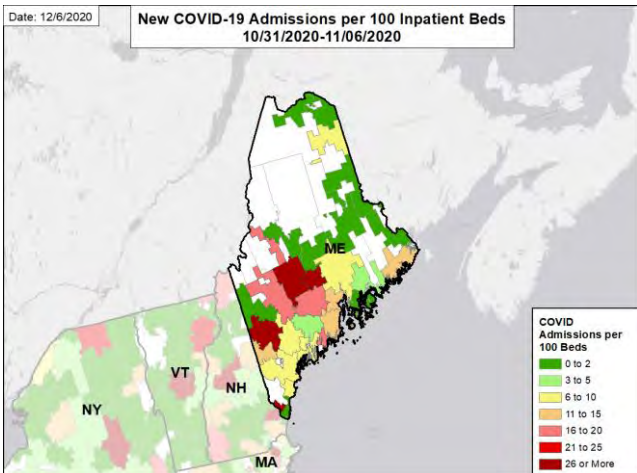 Date: 12/6/2020
New COVID-19 Admissions per 100 Inpatient Beds
10/31/2020-11/06/2020
ME
VT
NH
NY
MA
COVID
Admissions per
100 Beds
0 to 2
3 to 5
6 to 10
11 to 15
16 to 20
21 to 25
26 or More